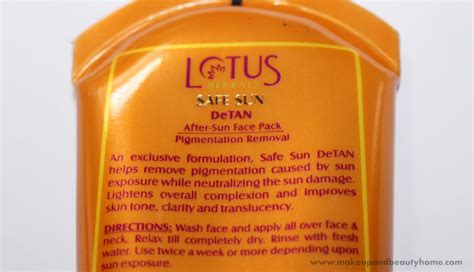 LOTUS
HERBALS
SAFE SUN
DeTAN
After-Sun Face Pack
Pigmentation Removal
An exclusive formulation, Safe Sun DeTAN
helps remove pigmentation caused by sun
exposure while neutralizing the sun damage.
Lightens overall complexion and improves
skin tone, clarity and translucency.
DIRECTIONS: Wash face and apply all over face &
neck. Relax till completely dry. Rinse with fresh
water. Use twice a week or more depending upon
sun exposure.
www.makeupandbeautyhome.com